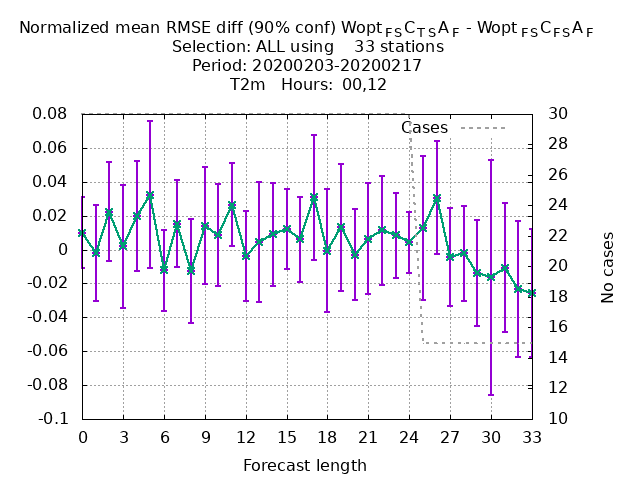 Normalized mean RMSE diff (90% conf) Wopt FS C TS A F - Wopt FS C FS A F
Selection: ALL using 33 stations
Period: 20200203-20200217
T2m Hours: 00,12
Cases
0.08
0.06
0.04
0.02
0
-0.02
-0.04
-0.06
-0.08
-0.1
30
28
26
24
22
20
18
16
14
12
10
No cases
0 3 6 9 12 15 18 21 24 27 30 33
Forecast length